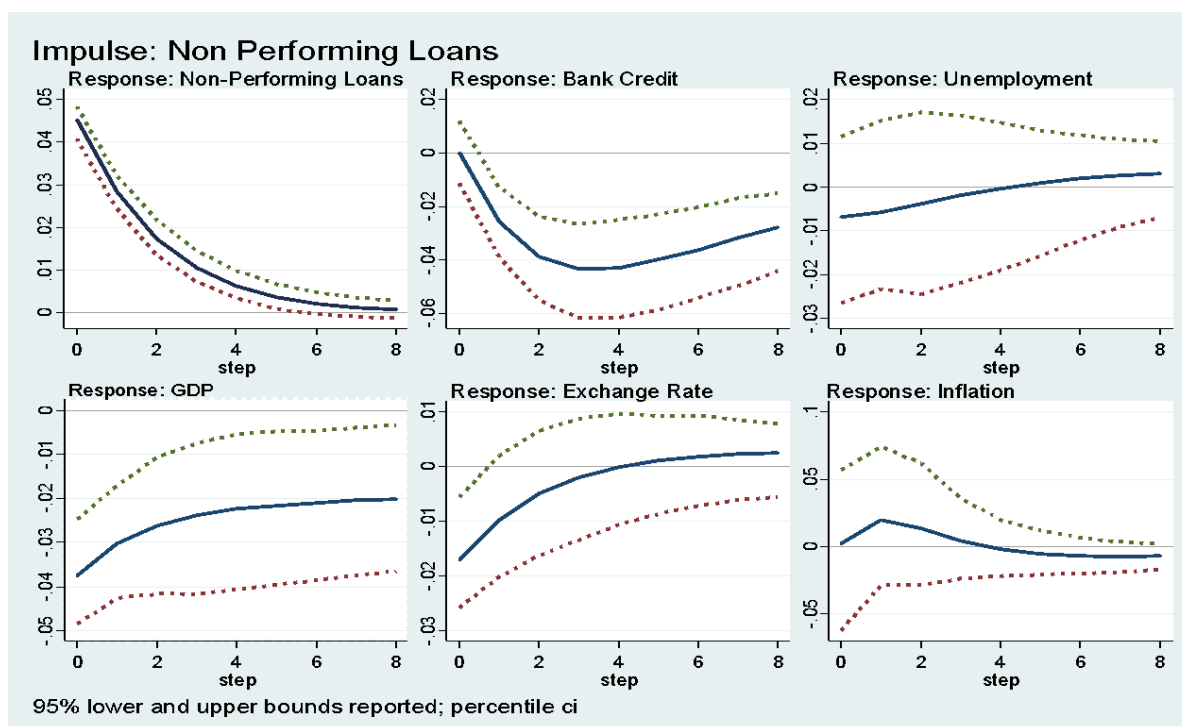 Impulse: Non Performing Loans
Response: Non-Performing Loans
.05
.04
.03
.02
.01
0
0 2 4 6 8
step
Response: Bank Credit
.02
0
-.02
-.04
-.06
0 2 4 6 8
step
Response: Unemployment
.02
.01
0
-.01
-.02
-.03
0 2 4 6 8
step
Response: GDP
0
-.01
-.02
-.03
-.04
-.05
0 2 4 6 8
step
Response: Exchange Rate
.01
0
-.01
-.02
-.03
0 2 4 6 8
step
Response: Inflation
.1
.05
0
-.05
0 2 4 6 8
step
95% lower and upper bounds reported; percentile ci